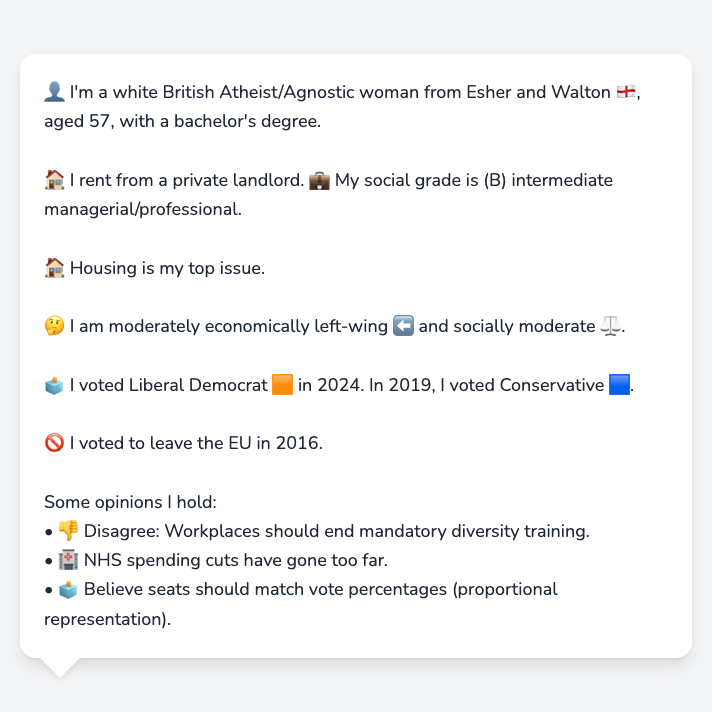 👤 I'm a white British Atheist/Agnostic woman from Esher and Walton 🏴󠁧󠁢󠁥󠁮󠁧󠁿,
aged 57, with a bachelor's degree.
🏠 I rent from a private landlord. 💼 My social grade is (B) intermediate
managerial/professional.
🏠 Housing is my top issue.
🤔 I am moderately economically left-wing ⬅️ and socially moderate ⚖️.
🗳️ I voted Liberal Democrat 🟧 in 2024. In 2019, I voted Conservative 🟦.
🚫 I voted to leave the EU in 2016.
Some opinions I hold:
• 👎 Disagree: Workplaces should end mandatory diversity training.
• 🏥 NHS spending cuts have gone too far.
• 🗳️ Believe seats should match vote percentages (proportional
representation).